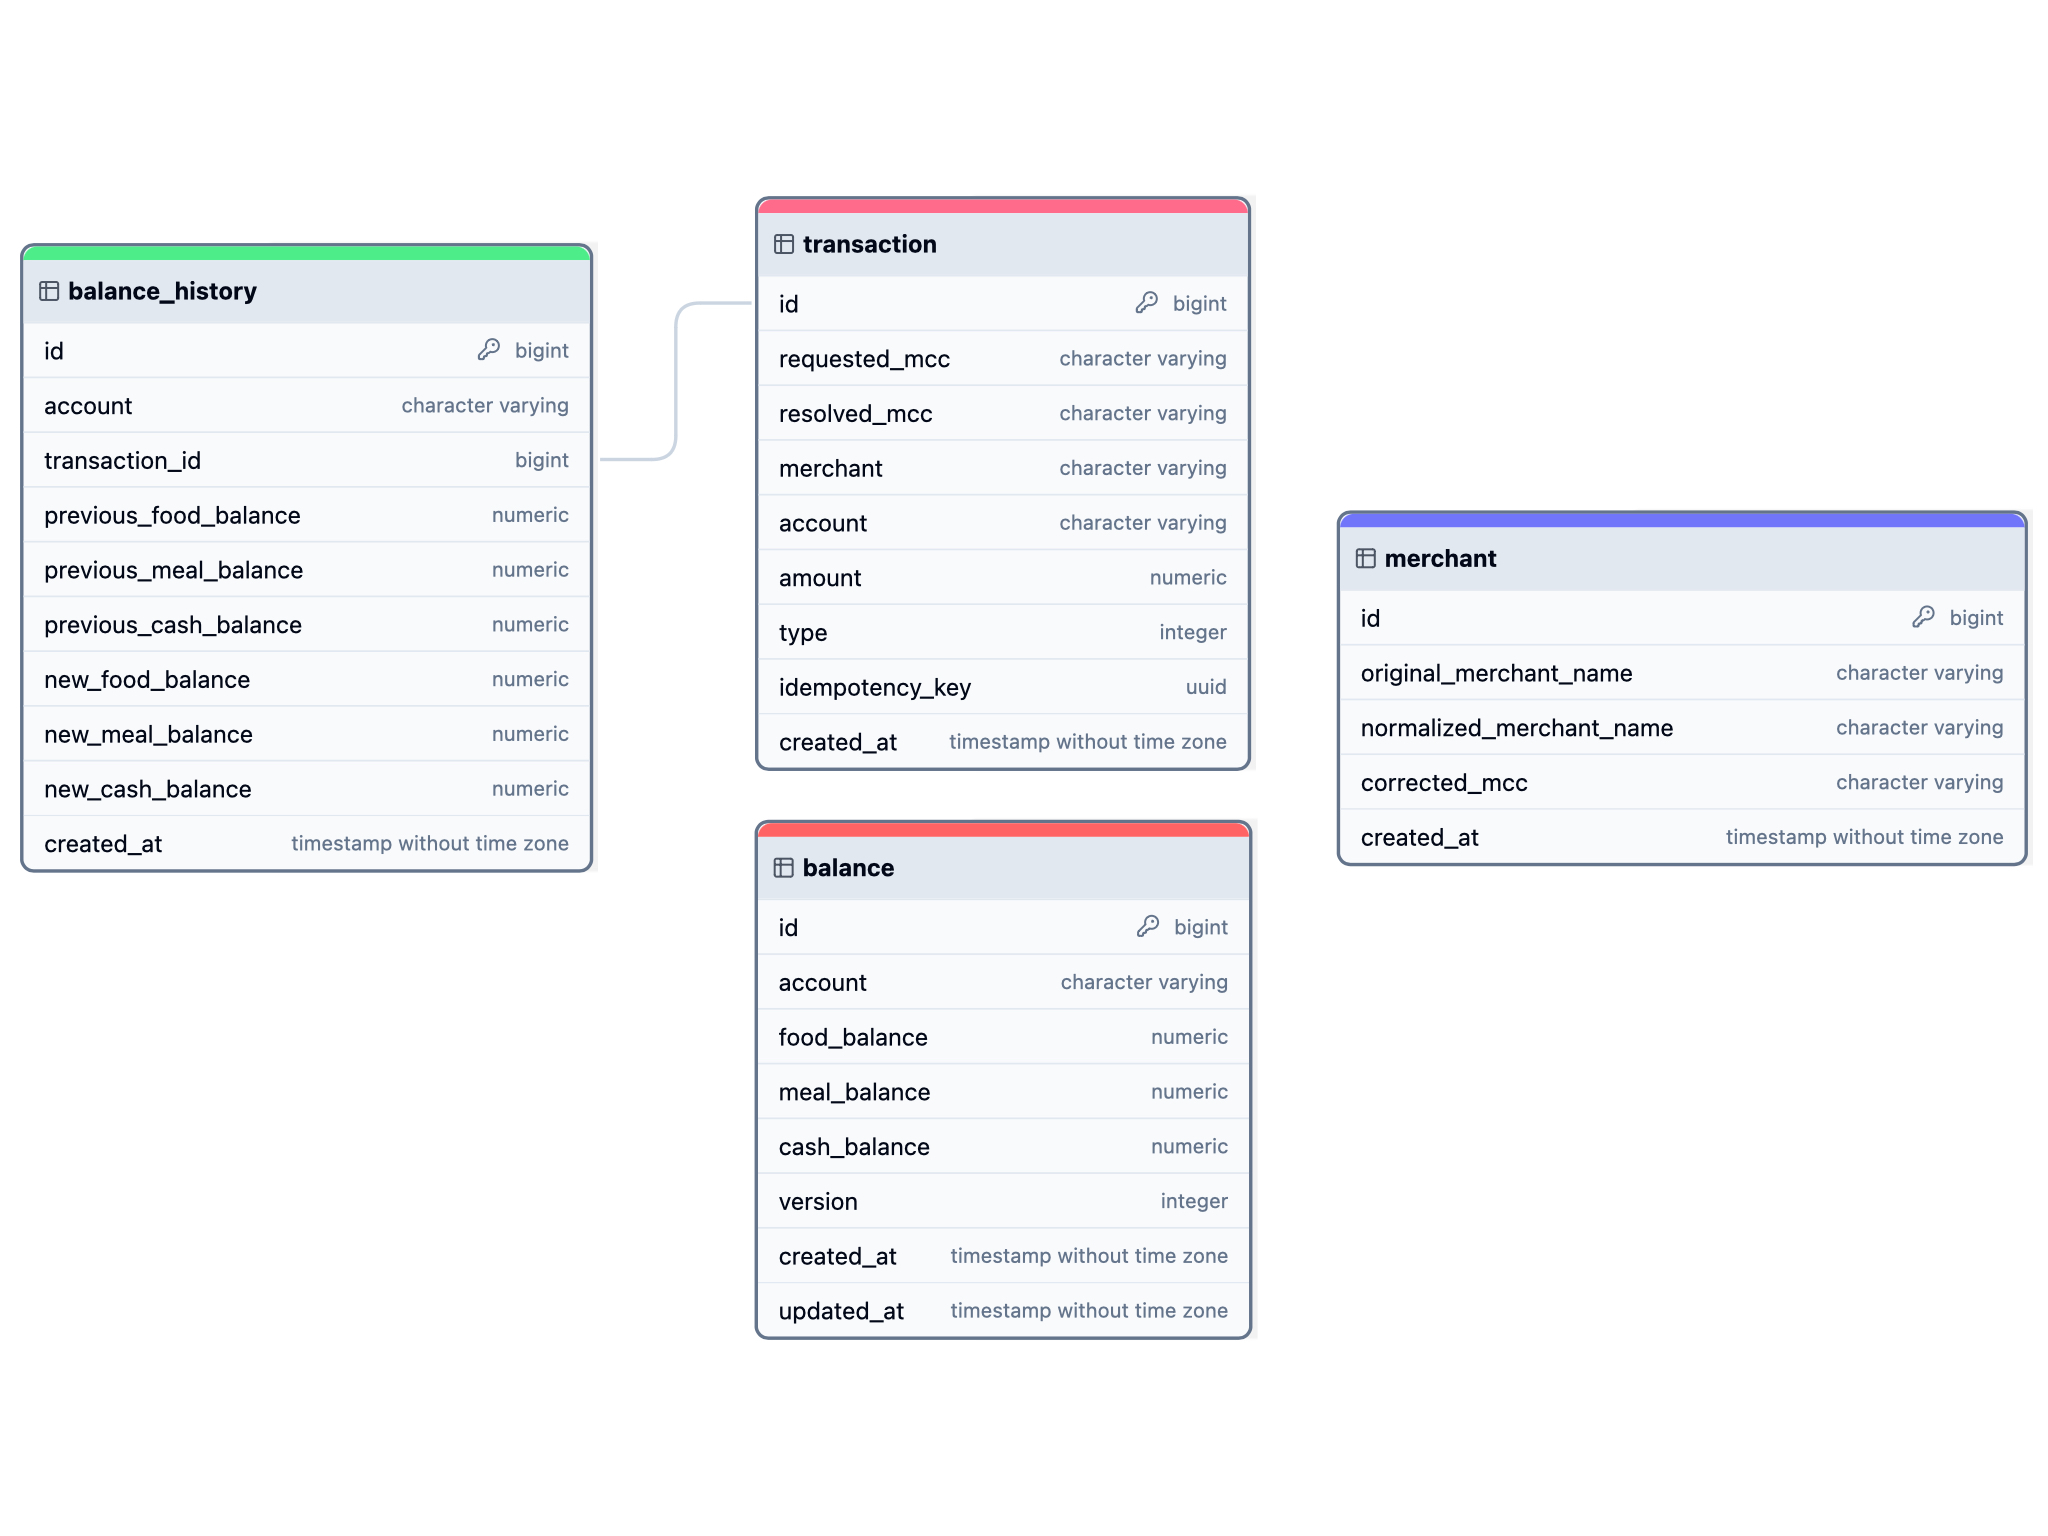 balance_history
id bigint
account character varying
transaction_id bigint
previous_food_balance numeric
previous_meal_balance numeric
previous_cash_balance numeric
new_food_balance numeric
new_meal_balance numeric
new_cash_balance numeric
created_at timestamp without time zone
transaction
id bigint
requested_mcc character varying
resolved_mcc character varying
merchant character varying
account character varying
amount numeric
type integer
idempotency_key uuid
created_at timestamp without time zone
balance
id bigint
account character varying
food_balance numeric
meal_balance numeric
cash_balance numeric
version integer
created_at timestamp without time zone
updated_at timestamp without time zone
merchant
id bigint
original_merchant_name character varying
normalized_merchant_name character varying
corrected_mcc character varying
created_at timestamp without time zone